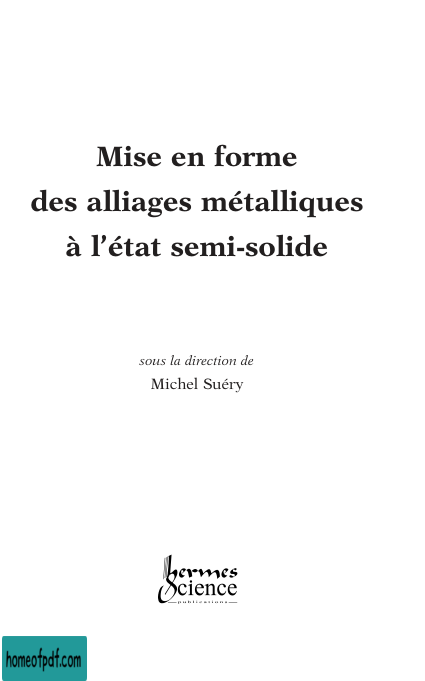 Mise en forme
des alliages métalliques
à l’état semi-solide
sous la direction de
Michel Suéry
hermes
Science
publications
homeofpdf.com